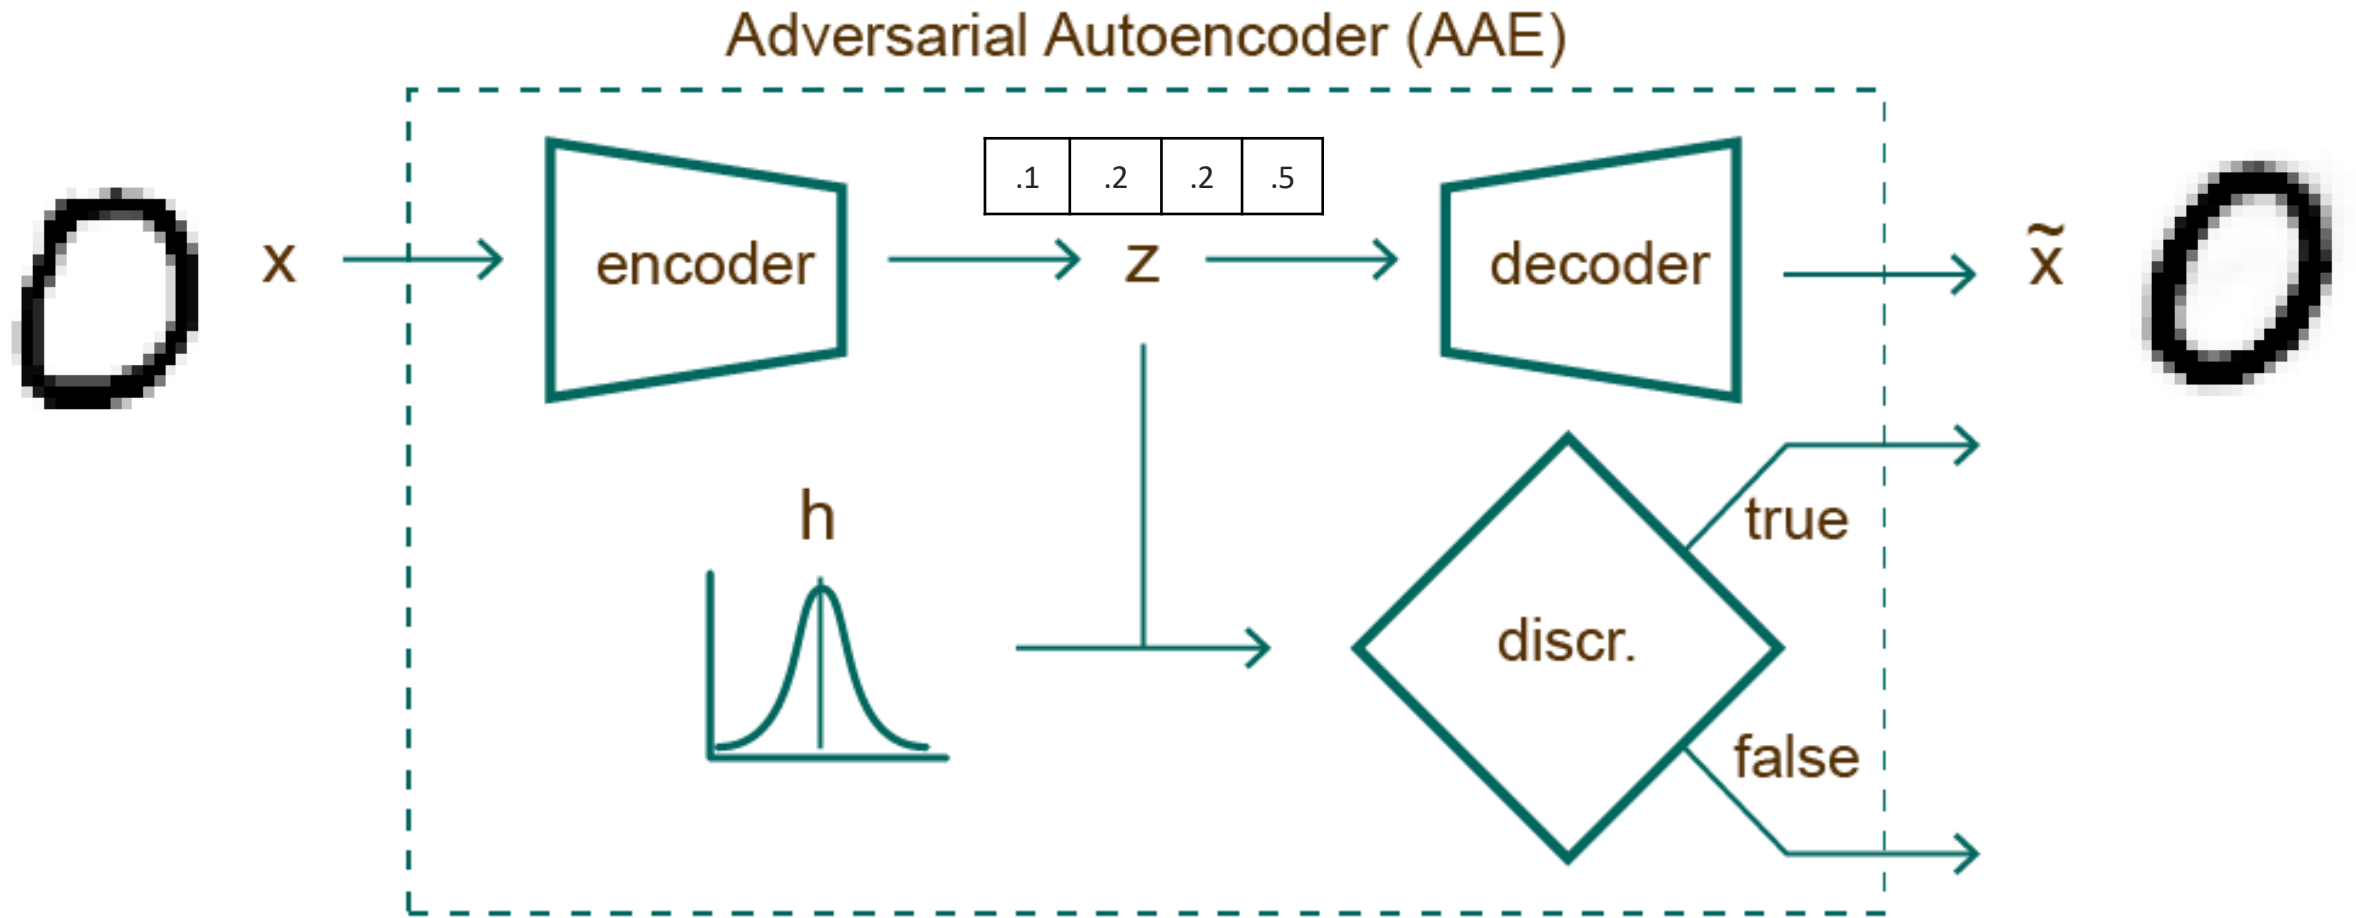 Adversarial Autoencoder (AAE)
.1 .2 .2 .5
x encoder z decoder x̃
h
true
discr.
false